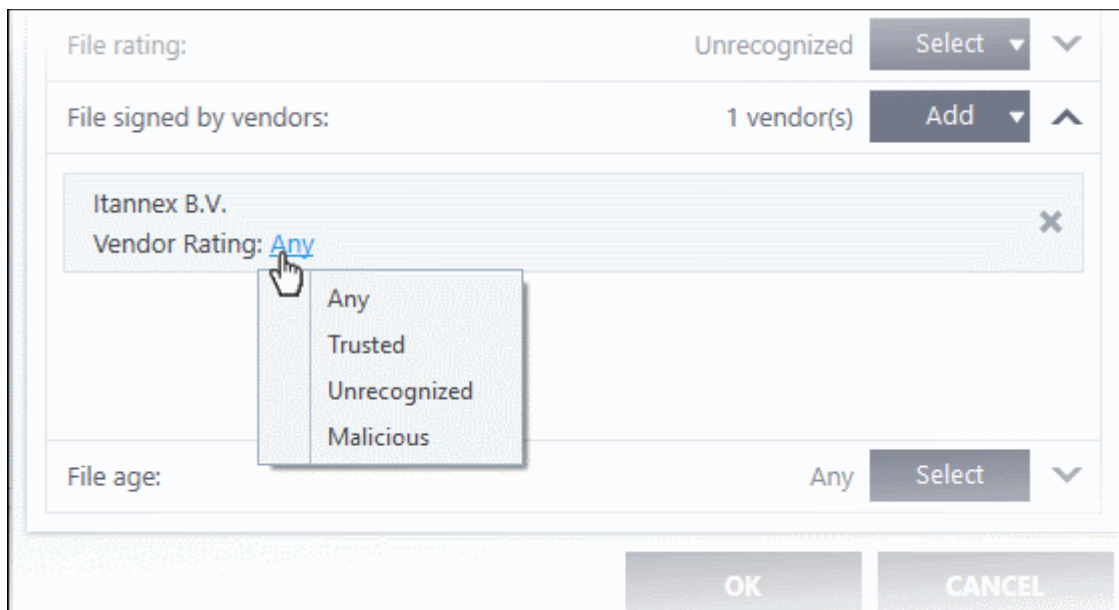 File rating: Unrecognized Select
File signed by vendors: 1 vendor(s) Add
Itannex B.V.
Vendor Rating: Any
Any
Trusted
Unrecognized
Malicious
File age: Any Select
OK CANCEL